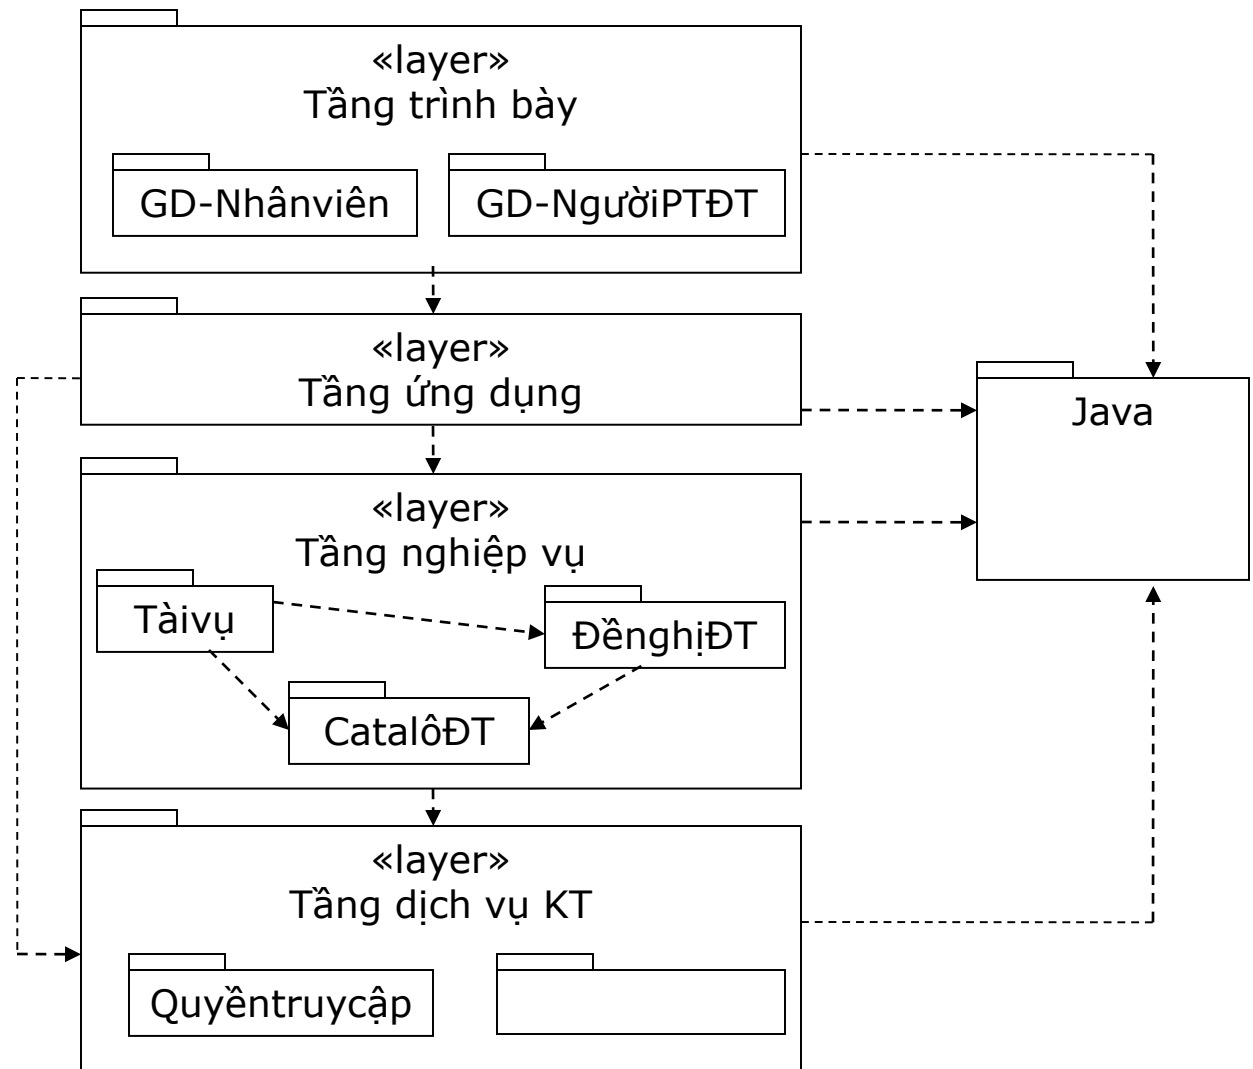 «layer»
Tầng trình bày
GD-Nhânviên
GD-NgườiPTĐT
«layer»
Tầng ứng dụng
Java
«layer»
Tầng nghiệp vụ
Tàivụ
ĐềnghịĐT
CatalôĐT
«layer»
Tầng dịch vụ KT
Quyềntruycập